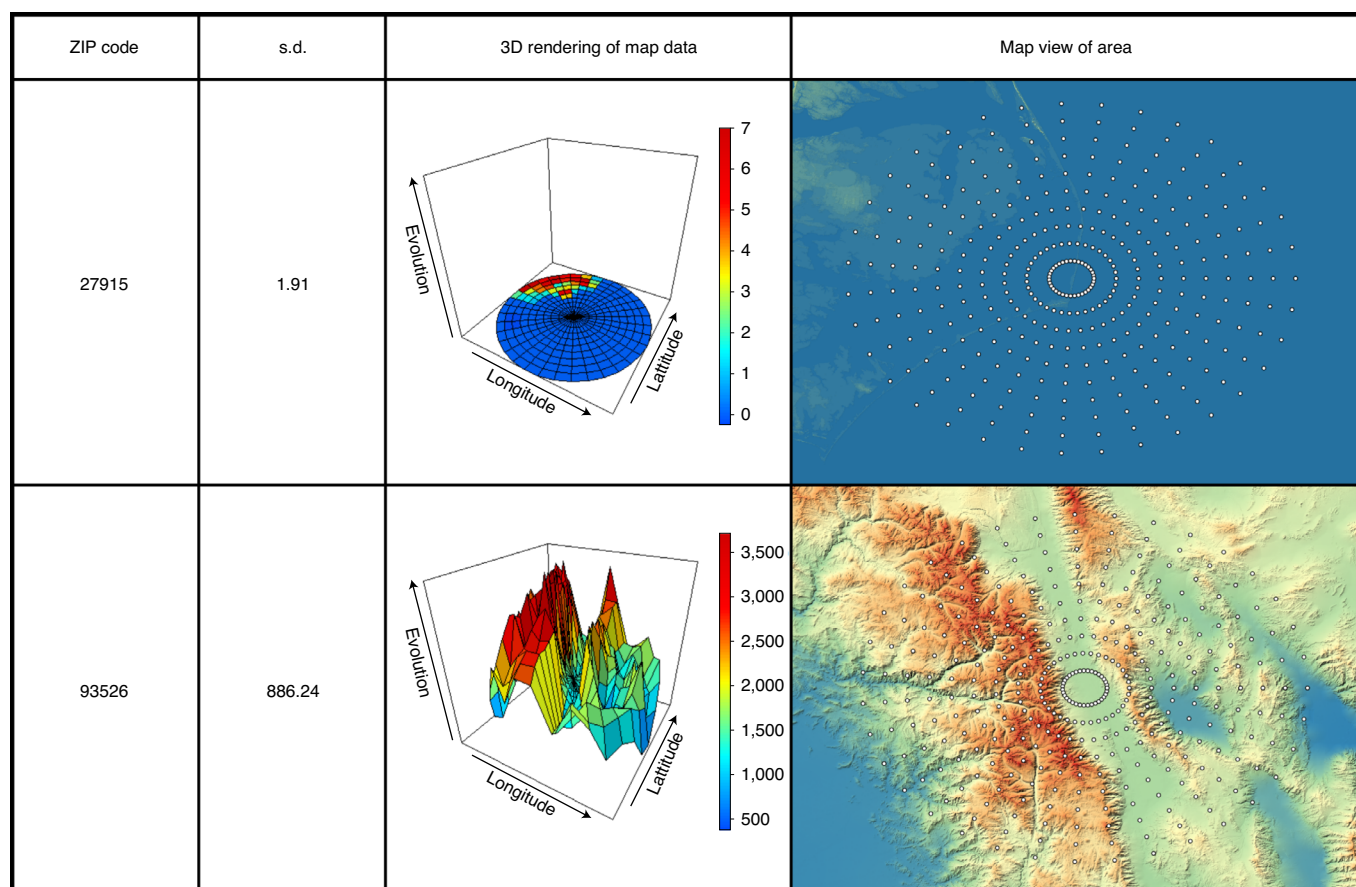 ZIP code
s.d.
3D rendering of map data
Map view of area
27915
1.91
Evolution
Longitude
Lattitude
7
6
5
4
3
2
1
0
93526
886.24
Evolution
Longitude
Lattitude
3,500
3,000
2,500
2,000
1,500
1,000
500